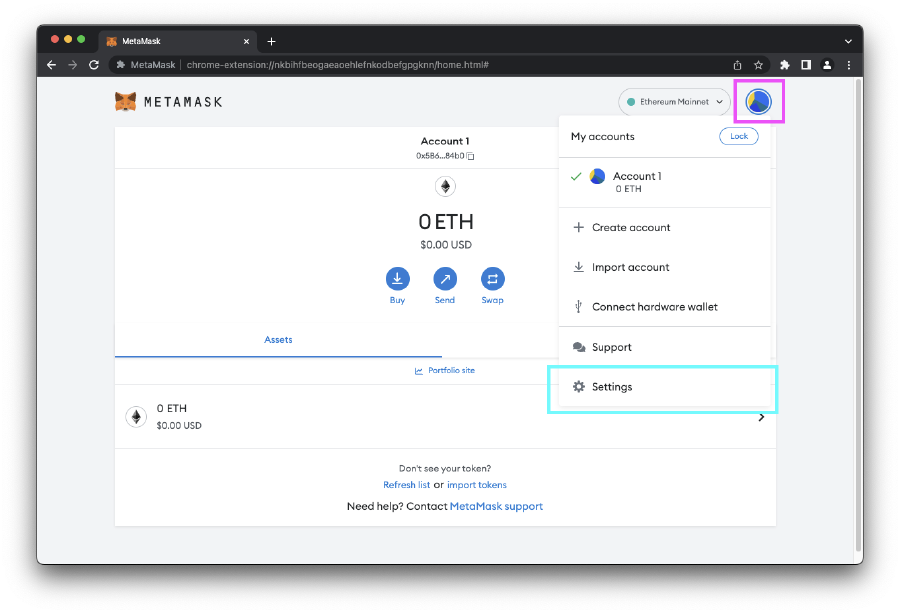 MetaMask
MetaMask | chrome-extension://nkbihfbeogaeaoehlefnkodbefgpgknn/home.html#
METAMASK
Ethereum Mainnet
My accounts
Lock
Account 1
0x5B6...84b0
Account 1
0 ETH
0 ETH
$0.00 USD
Create account
Import account
Connect hardware wallet
Buy
Send
Swap
Assets
Support
Portfolio site
Settings
0 ETH
$0.00 USD
Don't see your token?
Refresh list or import tokens
Need help? Contact MetaMask support